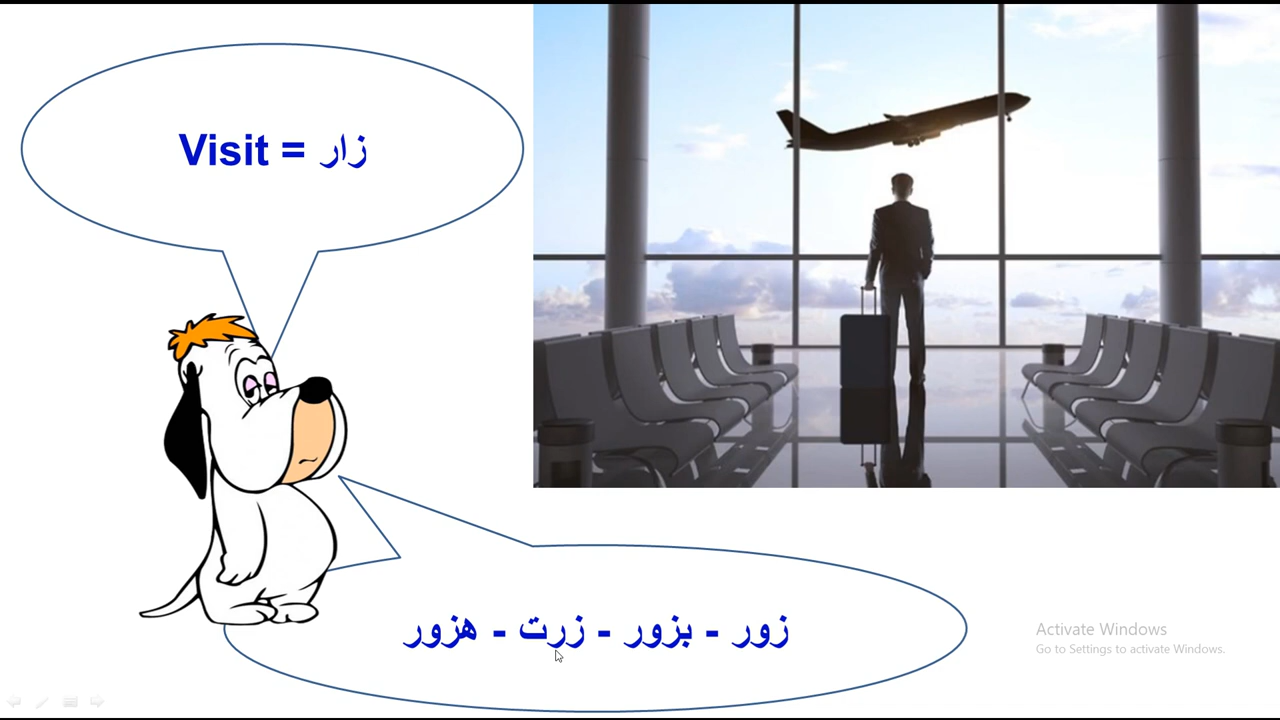 Visit = زار
زور - بزور - زرت - هزور
Activate Windows
Go to Settings to activate Windows.